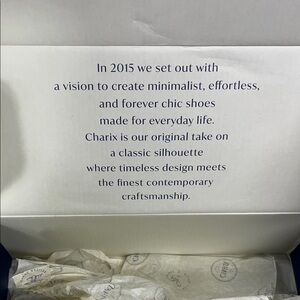 In 2015 we set out with
a vision to create minimalist, effortless,
and forever chic shoes
made for everyday life.
Charix is our original take on
a classic silhouette
where timeless design meets
the finest contemporary
craftsmanship.